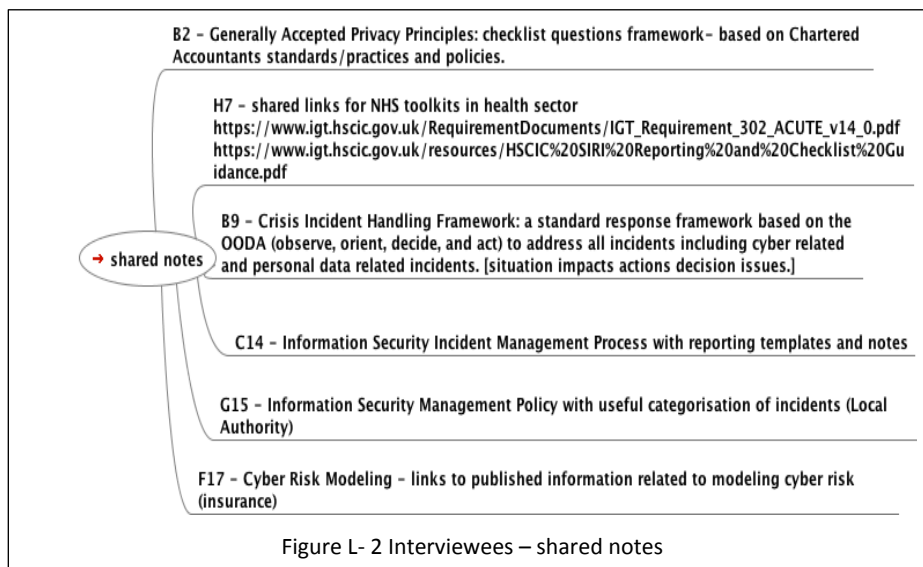 B2 – Generally Accepted Privacy Principles: checklist questions framework– based on Chartered
Accountants standards/practices and policies.
H7 – shared links for NHS toolkits in health sector
https://www.igt.hscic.gov.uk/RequirementDocuments/IGT_Requirement_302_ACUTE_v14_0.pdf
https://www.igt.hscic.gov.uk/resources/HSCIC%20SIRI%20Reporting%20and%20Checklist%20Gu
idance.pdf
B9 – Crisis Incident Handling Framework: a standard response framework based on the
OODA (observe, orient, decide, and act) to address all incidents including cyber related
and personal data related incidents. [situation impacts actions decision issues.]
shared notes
C14 – Information Security Incident Management Process with reporting templates and notes
G15 – Information Security Management Policy with useful categorisation of incidents (Local
Authority)
F17 – Cyber Risk Modeling – links to published information related to modeling cyber risk
(insurance)
Figure L- 2 Interviewees – shared notes